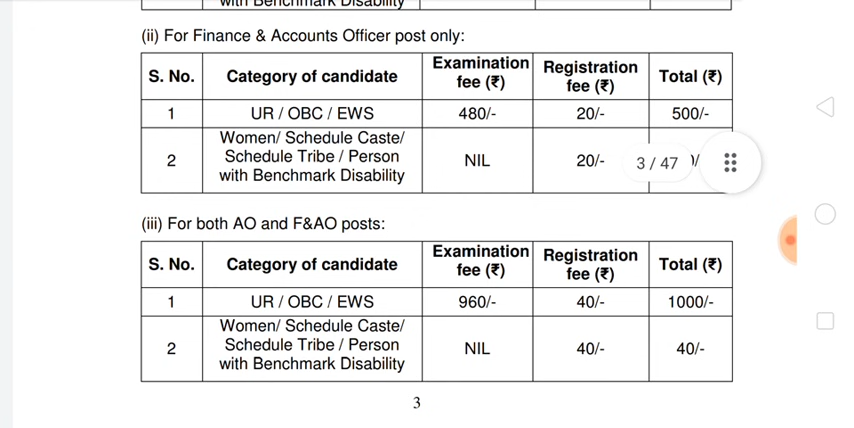 with Benchmark Disability
(ii) For Finance & Accounts Officer post only:
S. No. Category of candidate Examination fee (₹) Registration fee (₹) Total (₹)
1 UR / OBC / EWS 480/- 20/- 500/-
2 Women/ Schedule Caste/ Schedule Tribe / Person with Benchmark Disability NIL 20/-
3 / 47
(iii) For both AO and F&AO posts:
S. No. Category of candidate Examination fee (₹) Registration fee (₹) Total (₹)
1 UR / OBC / EWS 960/- 40/- 1000/-
2 Women/ Schedule Caste/ Schedule Tribe / Person with Benchmark Disability NIL 40/- 40/-
3